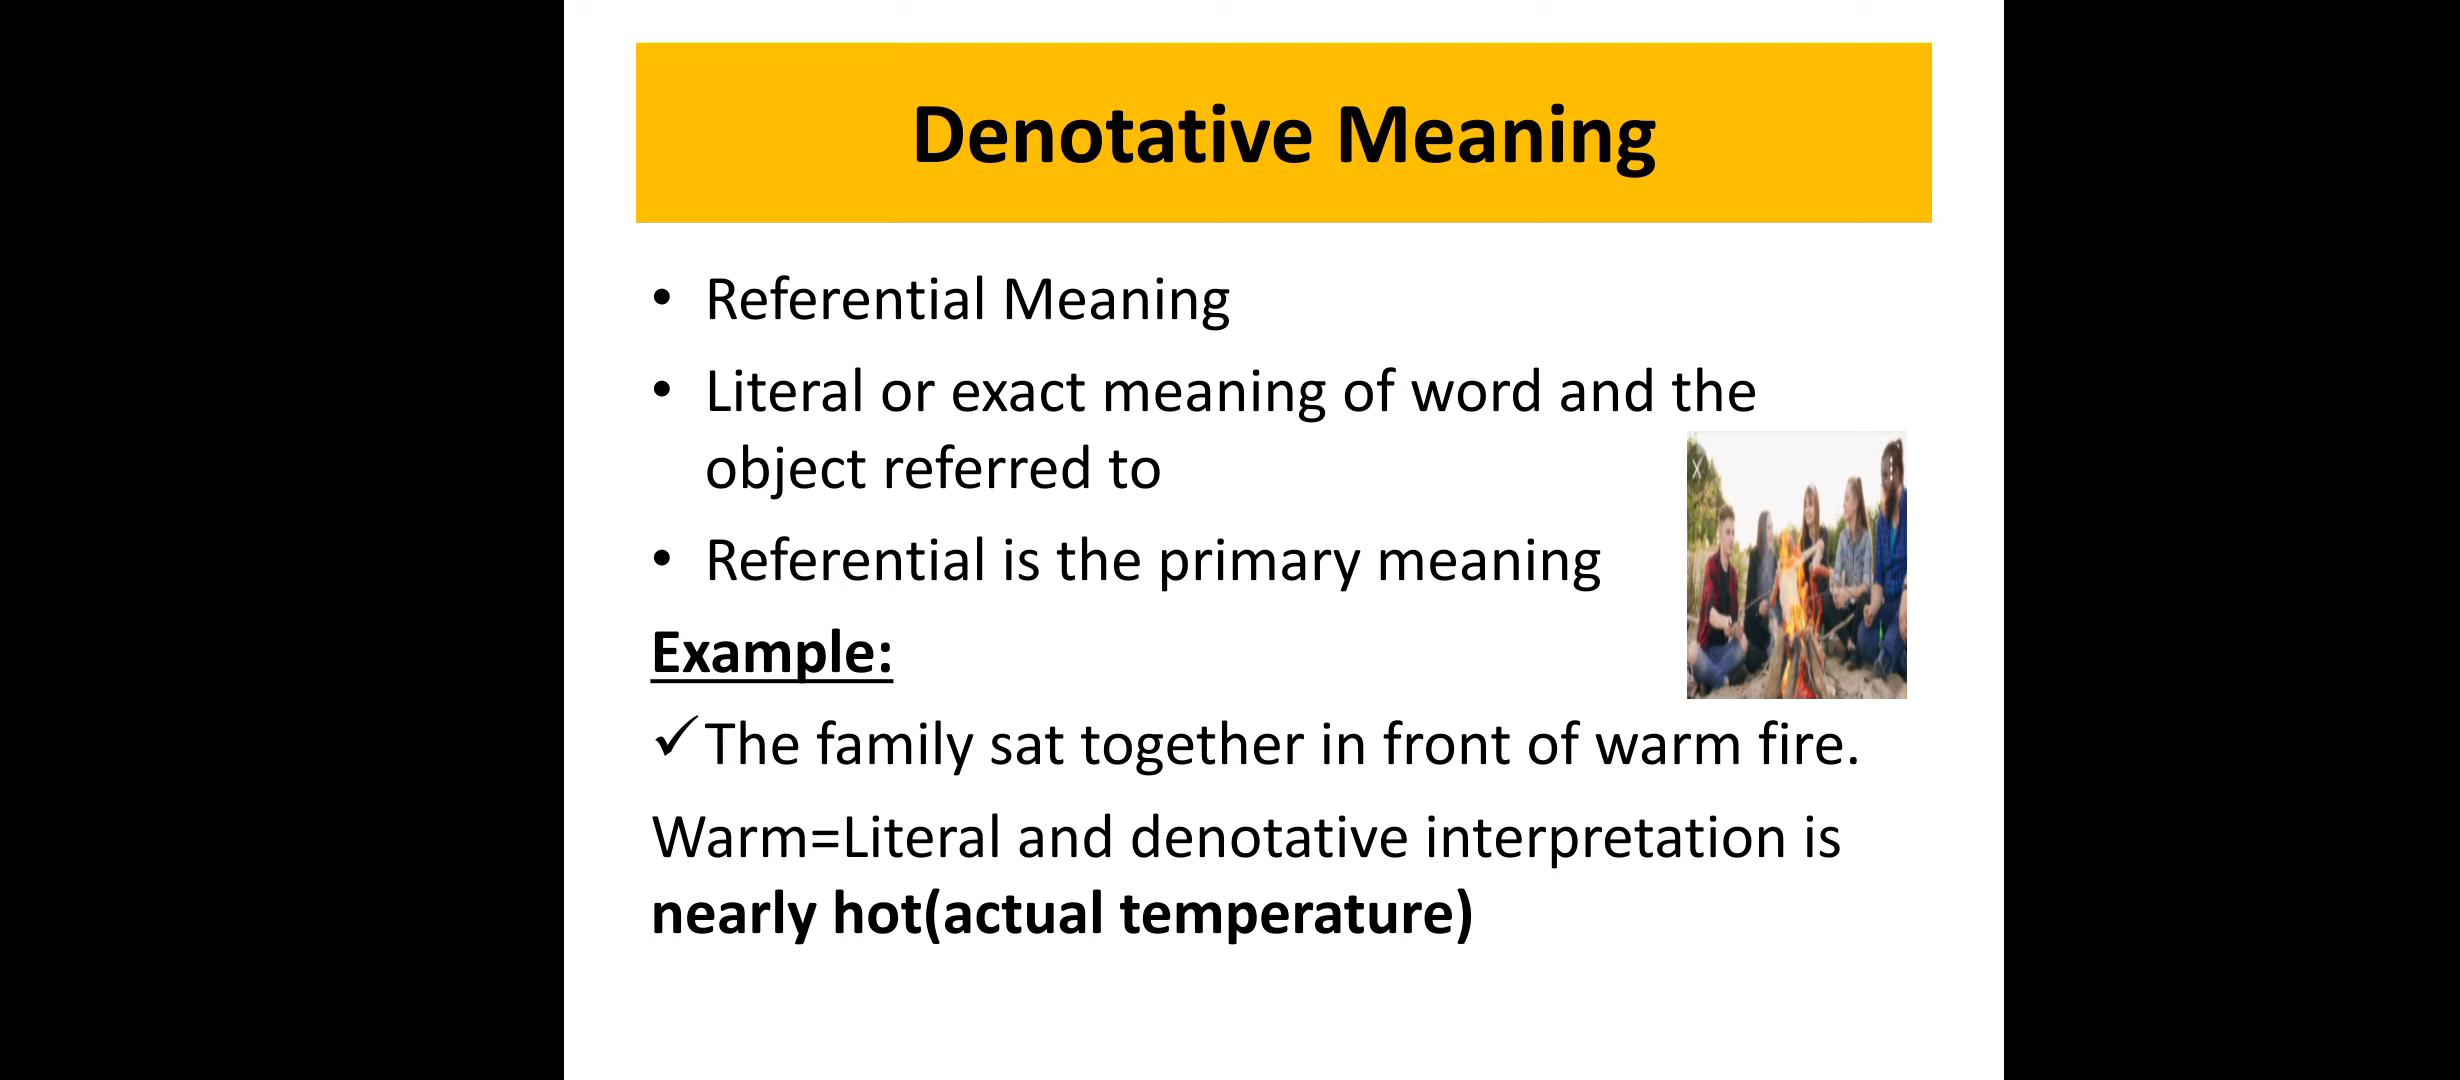 Denotative Meaning
• Referential Meaning
• Literal or exact meaning of word and the
object referred to
• Referential is the primary meaning
Example:
✓The family sat together in front of warm fire.
Warm=Literal and denotative interpretation is
nearly hot(actual temperature)